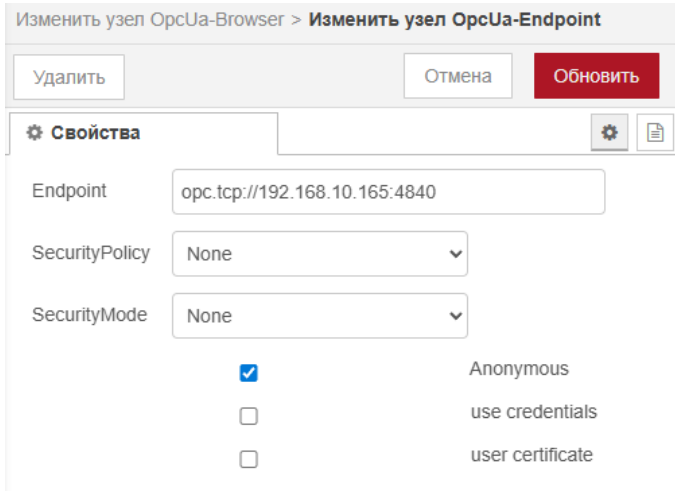 Изменить узел OpcUa-Browser > Изменить узел OpcUa-Endpoint
Удалить Отмена Обновить
Свойства
Endpoint opc.tcp://192.168.10.165:4840
SecurityPolicy None
SecurityMode None
Anonymous
use credentials
user certificate